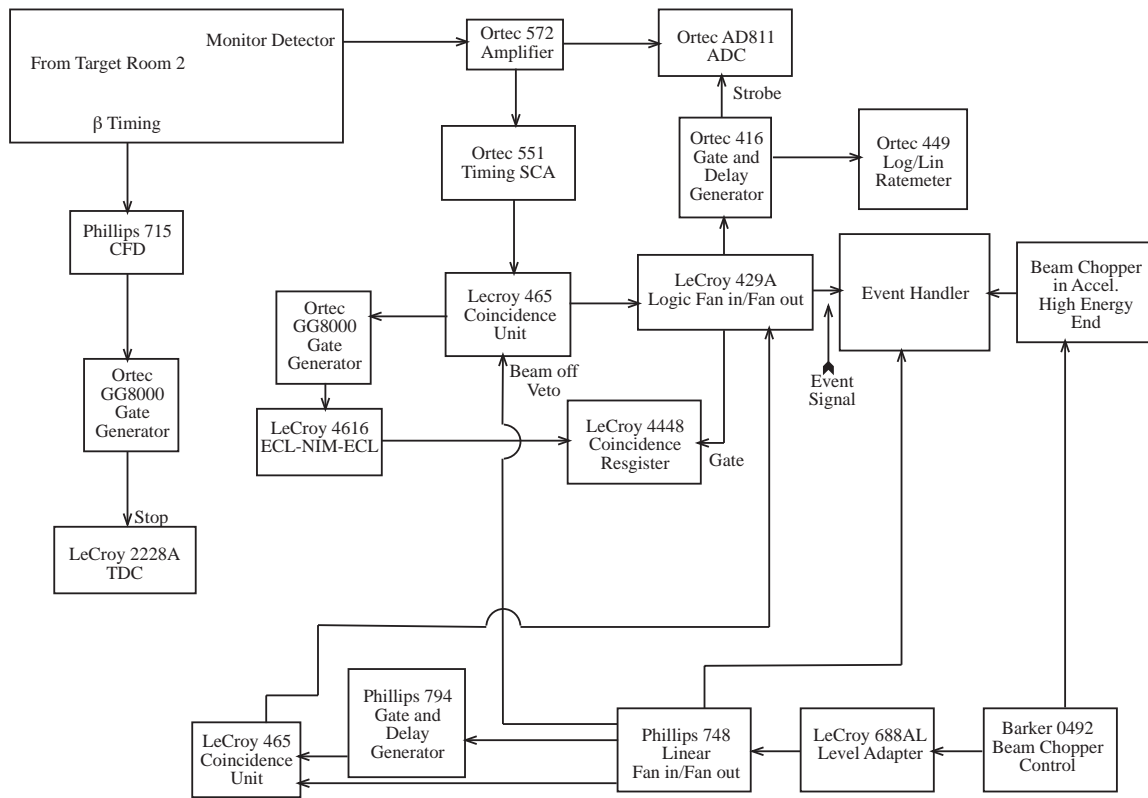 Monitor Detector
From Target Room 2
β Timing
Ortec 572
Amplifier
Ortec AD811
ADC
Strobe
Ortec 551
Timing SCA
Ortec 416
Gate and
Delay
Generator
Ortec 449
Log/Lin
Ratemeter
Phillips 715
CFD
Lecroy 465
Coincidence
Unit
LeCroy 429A
Logic Fan in/Fan out
Event Handler
Beam Chopper
in Accel.
High Energy
End
Ortec
GG8000
Gate
Generator
Ortec
GG8000
Gate
Generator
Beam off
Veto
Event
Signal
LeCroy 4616
ECL-NIM-ECL
LeCroy 4448
Coincidence
Resgister
Gate
Stop
LeCroy 2228A
TDC
Phillips 794
Gate and
Delay
Generator
LeCroy 465
Coincidence
Unit
Phillips 748
Linear
Fan in/Fan out
LeCroy 688AL
Level Adapter
Barker 0492
Beam Chopper
Control